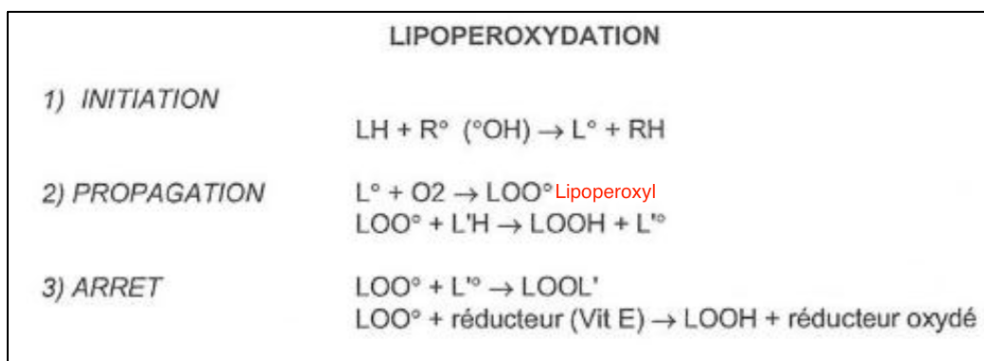 LIPOPEROXYDATION
1) INITIATION
LH + R° (°OH) → L° + RH
2) PROPAGATION L° + O2 → LOO° Lipoperoxyl
LOO° + L'H → LOOH + L'°
3) ARRET LOO° + L'° → LOOL'
LOO° + réducteur (Vit E) → LOOH + réducteur oxydé